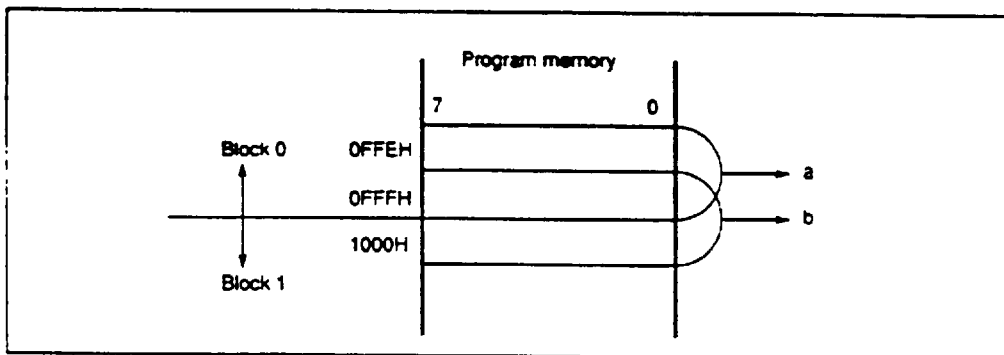 Program memory
7 0
Block 0 0FFEH
a
0FFFH
b
1000H
Block 1